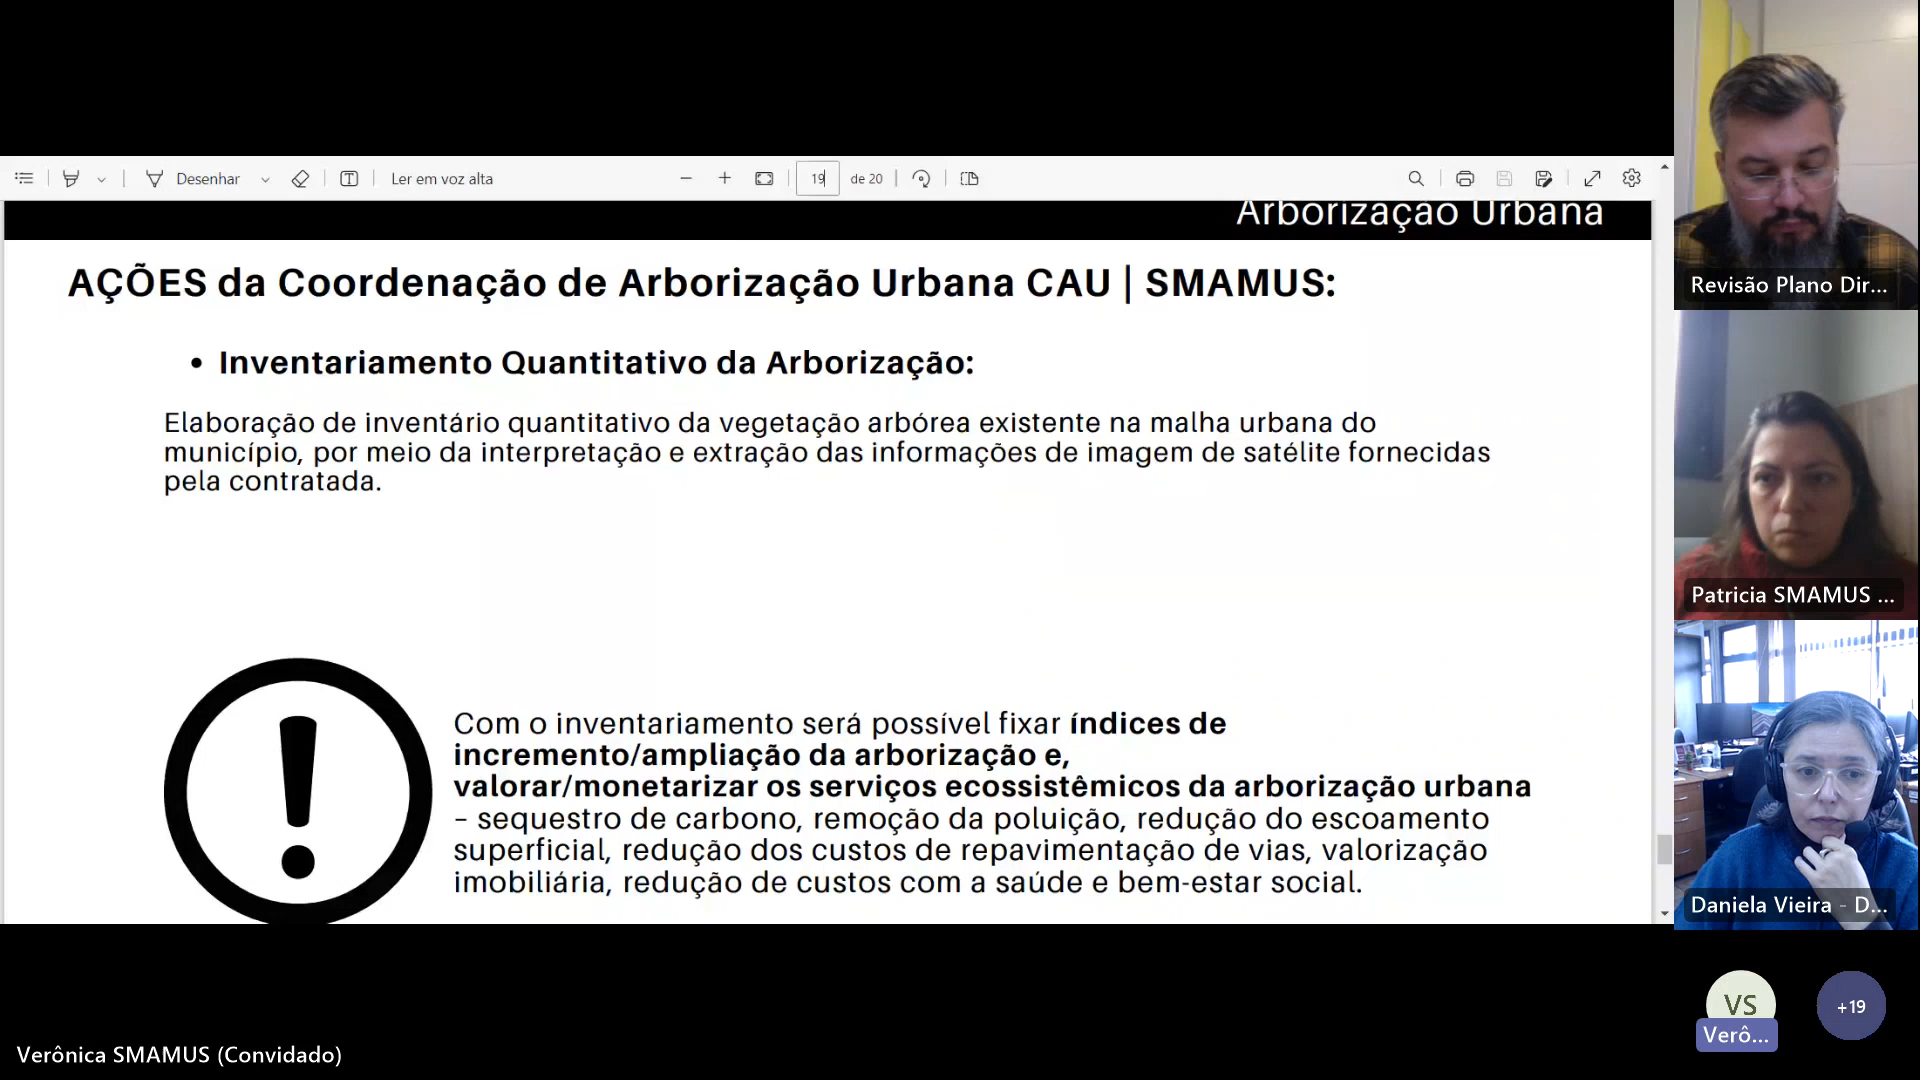 Desenhar
Ler em voz alta
19
de 20
Arborização Urbana
AÇÕES da Coordenação de Arborização Urbana CAU | SMAMUS:
• Inventariamento Quantitativo da Arborização:
Elaboração de inventário quantitativo da vegetação arbórea existente na malha urbana do
município, por meio da interpretação e extração das informações de imagem de satélite fornecidas
pela contratada.
Com o inventariamento será possível fixar índices de
incremento/ampliação da arborização e,
valorar/monetarizar os serviços ecossistêmicos da arborização urbana
– sequestro de carbono, remoção da poluição, redução do escoamento
superficial, redução dos custos de repavimentação de vias, valorização
imobiliária, redução de custos com a saúde e bem-estar social.
Revisão Plano Dir...
Patricia SMAMUS ...
Daniela Vieira - D...
VS
Verô...
+19
Verônica SMAMUS (Convidado)